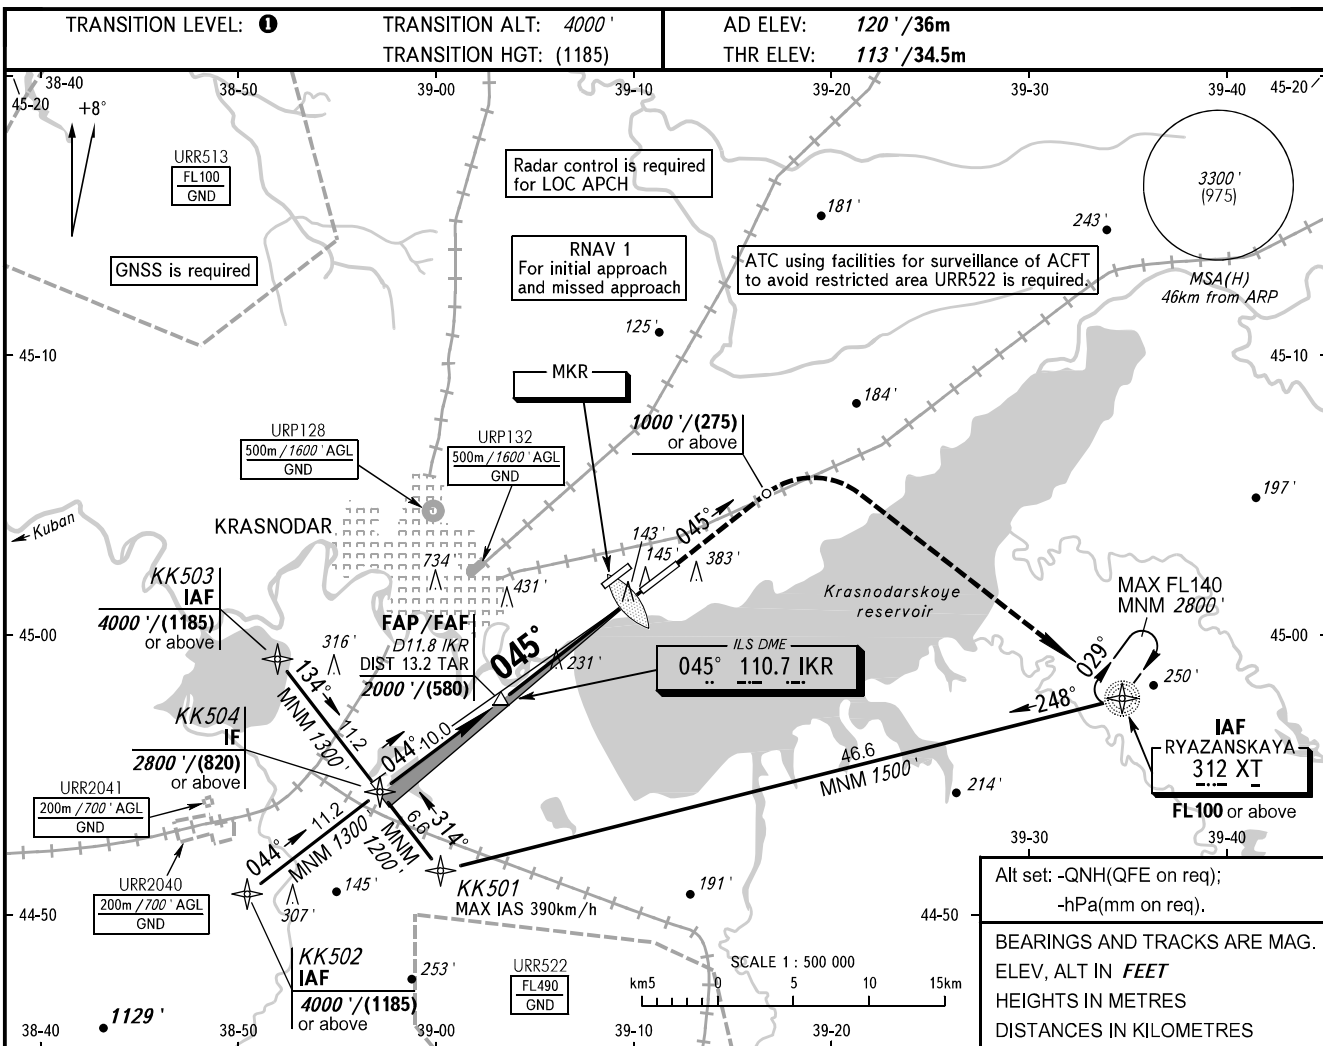 TRANSITION LEVEL: ❶
TRANSITION ALT: 4000'
TRANSITION HGT: (1185)
AD ELEV: 120'/36m
THR ELEV: 113'/34.5m
38-40
38-50
39-00
39-10
39-20
39-30
39-40
45-20
45-20
+8°
URR513
FL100
GND
Radar control is required
for LOC APCH
3300'
(975)
181'
243'
GNSS is required
RNAV 1
For initial approach
and missed approach
ATC using facilities for surveillance of ACFT
to avoid restricted area URR522 is required.
MSA(H)
46km from ARP
125'
45-10
45-10
MKR
184'
1000'/(275)
or above
URP128
500m/1600'AGL
GND
URP132
500m/1600'AGL
GND
197'
Kuban
KRASNODAR
045°
143'
145'
383'
734'
431'
KK503
IAF
4000'/(1185)
or above
MAX FL140
MNM 2800'
Krasnodarskoye
reservoir
FAP/FAF
D11.8 IKR
DIST 13.2 TAR
2000'/(580)
045°
45-00
45-00
316'
231'
ILS DME
045° 110.7 IKR
029°
250'
134°
11.2
MNM 1300'
248°
KK504
IF
2800'/(820)
or above
044°
10.0
46.6
MNM 1500'
IAF
RYAZANSKAYA
312 XT
FL100 or above
URR2041
200m/700'AGL
GND
214'
044°
11.2
MNM 1300
314°
6.6
MNM
1200'
39-30
39-40
URR2040
200m/700'AGL
GND
145'
307'
KK501
MAX IAS 390km/h
191'
44-50
44-50
Alt set: -QNH(QFE on req);
-hPa(mm on req).
KK502
IAF
4000'/(1185)
or above
253'
URR522
FL490
GND
SCALE 1 : 500 000
km5 0 5 10 15km
BEARINGS AND TRACKS ARE MAG.
ELEV, ALT IN FEET
HEIGHTS IN METRES
DISTANCES IN KILOMETRES
1129'
38-40
38-50
39-00
39-10
39-20